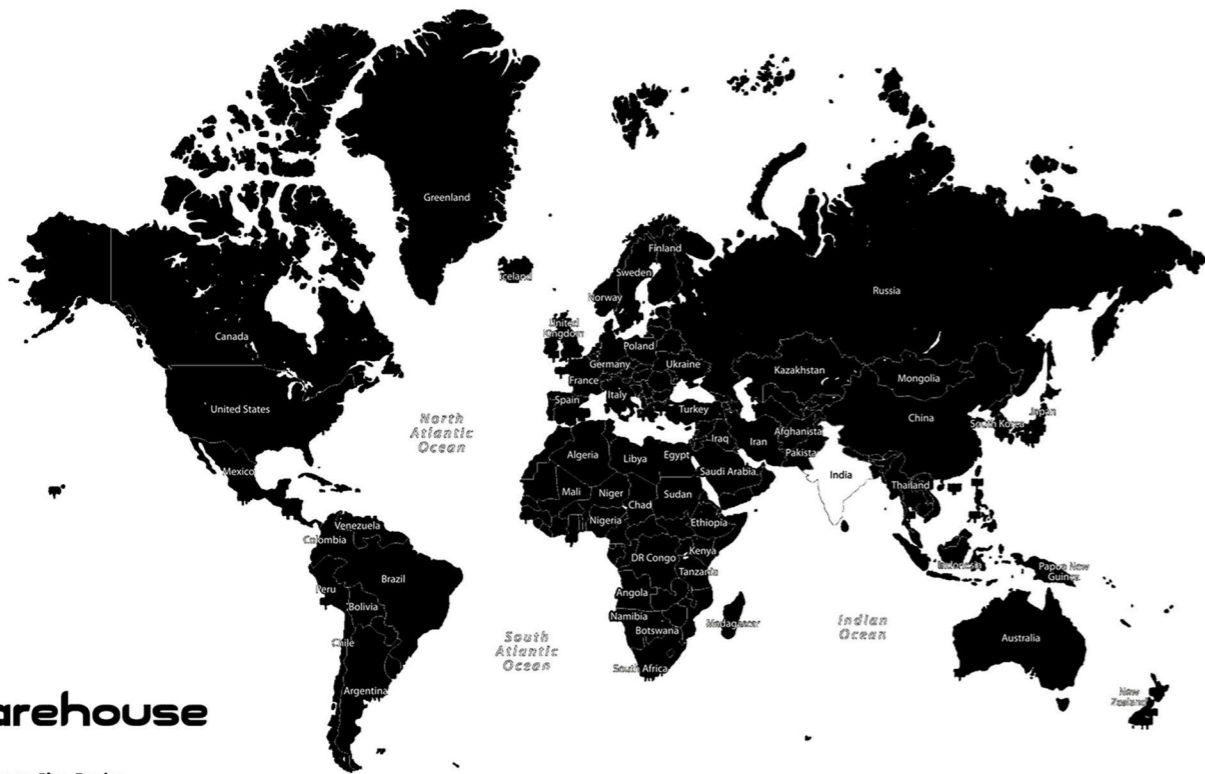 Greenland
Iceland
Finland
Sweden
Norway
Russia
United
Kingdom
Canada
Poland
Germany
Ukraine
Kazakhstan
Mongolia
France
Italy
Spain
United States
Turkey
China
Japan
South Korea
North
Atlantic
Ocean
Afghanista
Iraq
Iran
Pakista
Algeria
Libya
Egypt
Saudi Arabia
India
Mexico
Thailand
Mali
Niger
Chad
Sudan
Nigeria
Ethiopia
Venezuela
Colombia
DR Congo
Kenya
Tanzania
Indonesia
Papua New
Guinea
Brazil
Peru
Bolivia
Angola
Namibia
Botswana
Madagascar
Indian
Ocean
South
Atlantic
Ocean
Chile
Australia
South Africa
Argentina
New
Zealand
arehouse